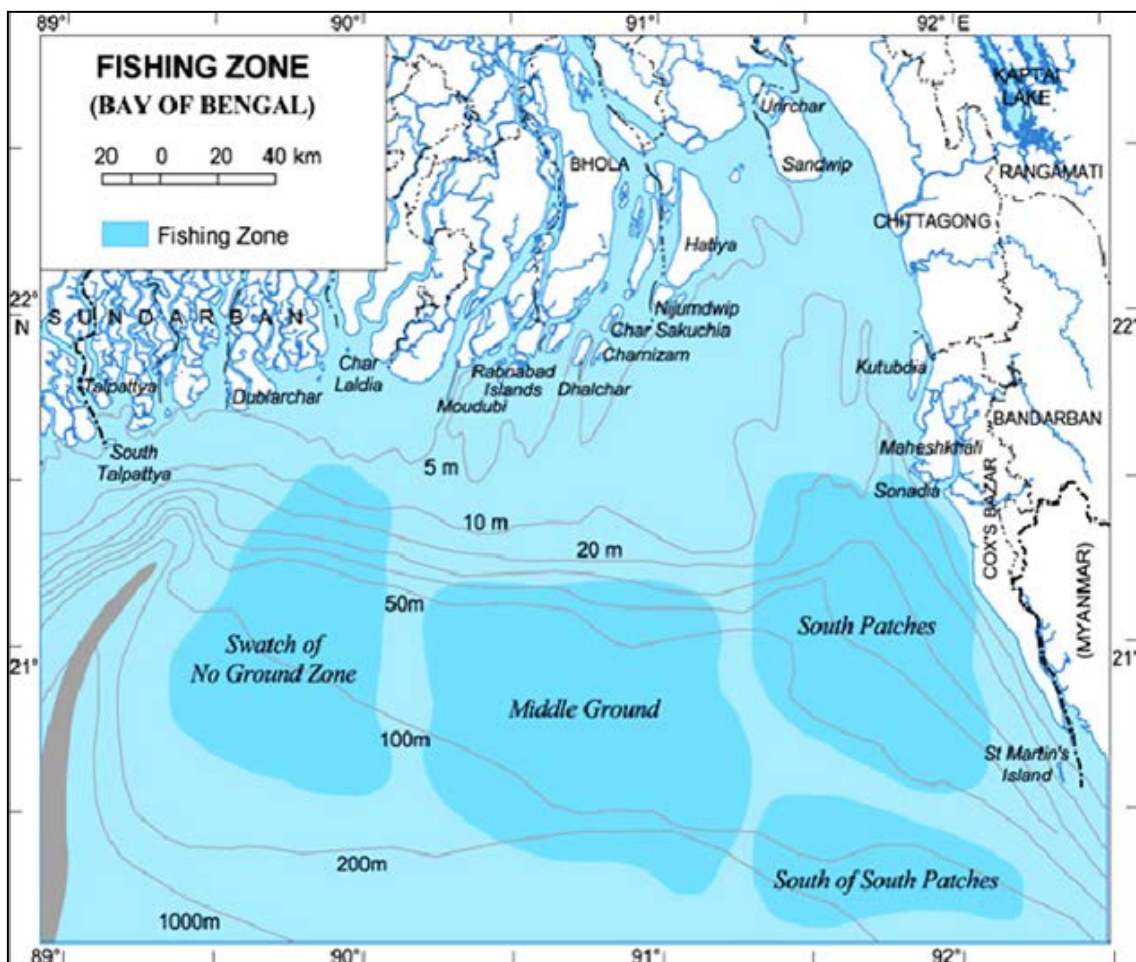 89° 90° 91° 92° E
FISHING ZONE
(BAY OF BENGAL)
20 0 20 40 km
Fishing Zone
KAPTAI
LAKE
Urirchar
BHOLA
Sandwip
RANGAMATI
CHITTAGONG
Hatiya
22°
N
SUNDARBAN
Nijumdwip
22°
Char Sakuchia
Charnizam
Char
Laldia
Rabnabad
Islands
Dhalchar
Kutubdia
Talpattya
Dublarchar
Moudubi
BANDARBAN
South
Talpattya
5 m
Maheshkhali
Sonadia
COX'S BAZAR
10 m
20 m
50m
(MYANMAR)
Swatch of
No Ground Zone
South Patches
21°
21°
Middle Ground
100m
St Martin's
Island
200m
South of South Patches
1000m
89° 90° 91° 92°